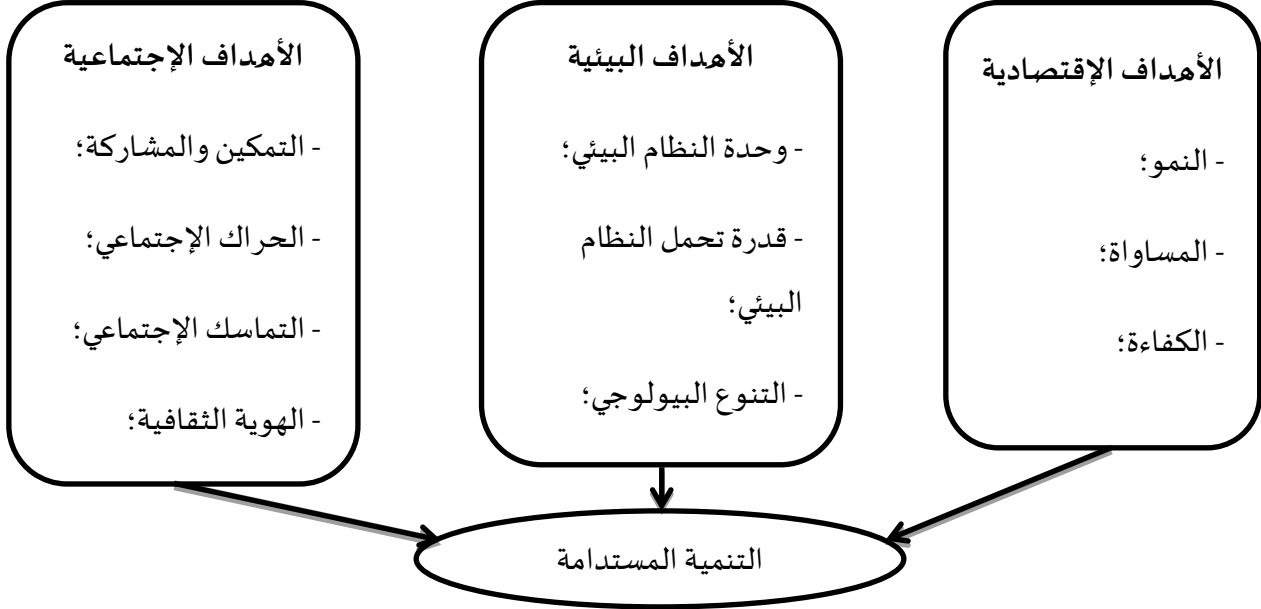 الأهداف الإقتصادية
- النمو؛
- المساواة؛
- الكفاءة؛
الأهداف البيئية
- وحدة النظام البيئي؛
- قدرة تحمل النظام
البيئي؛
- التنوع البيولوجي؛
الأهداف الإجتماعية
- التمكين والمشاركة؛
- الحراك الإجتماعي؛
- التماسك الإجتماعي؛
- الهوية الثقافية؛
التنمية المستدامة